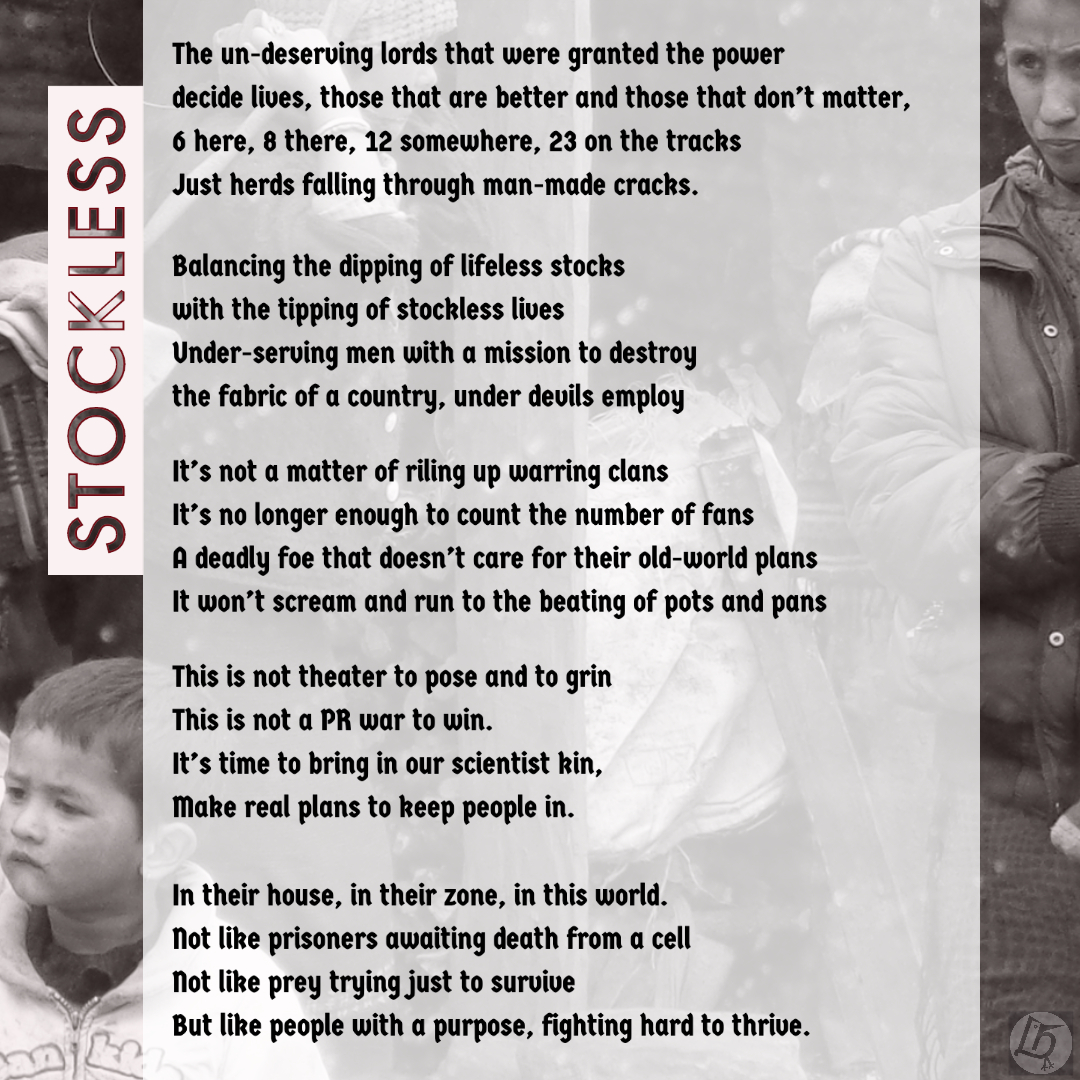 STOCKLESS
The un-deserving lords that were granted the power
decide lives, those that are better and those that don't matter,
6 here, 8 there, 12 somewhere, 23 on the tracks
Just herds falling through man-made cracks.
Balancing the dipping of lifeless stocks
with the tipping of stockless lives
Under-serving men with a mission to destroy
the fabric of a country, under devils employ
It's not a matter of riling up warring clans
It's no longer enough to count the number of fans
A deadly foe that doesn't care for their old-world plans
It won't scream and run to the beating of pots and pans
This is not theater to pose and to grin
This is not a PR war to win.
It's time to bring in our scientist kin,
Make real plans to keep people in.
In their house, in their zone, in this world.
Not like prisoners awaiting death from a cell
Not like prey trying just to survive
But like people with a purpose, fighting hard to thrive.